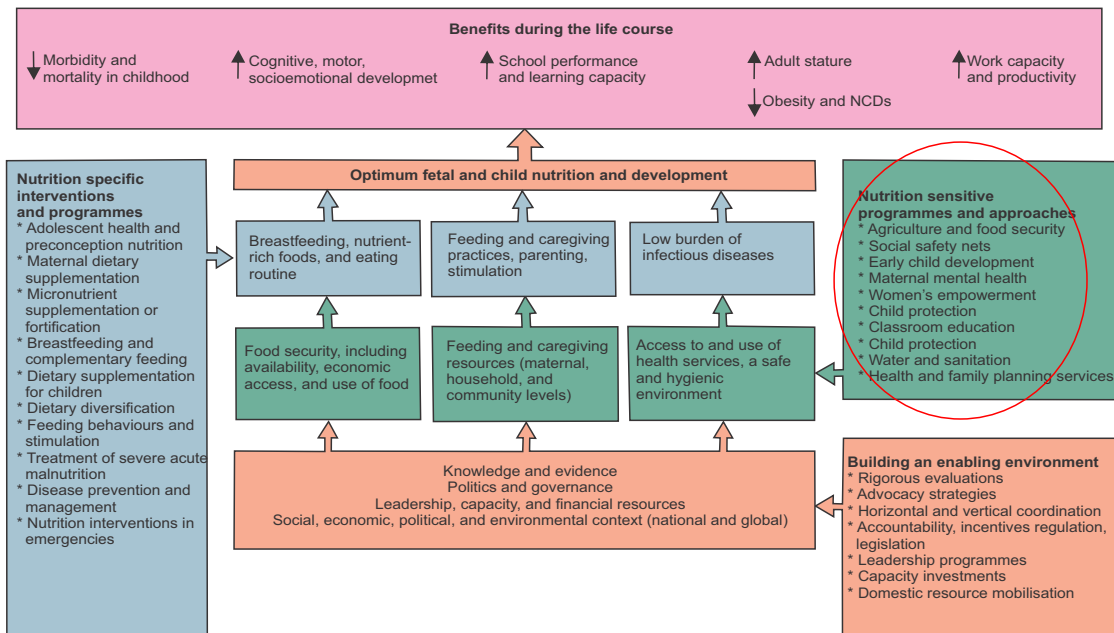 Benefits during the life course
Morbidity and
mortality in childhood
Cognitive, motor,
socioemotional developmet
School performance
and learning capacity
Adult stature
Obesity and NCDs
Work capacity
and productivity
Nutrition specific
interventions
and programmes
* Adolescent health and
preconception nutrition
* Maternal dietary
supplementation
* Micronutrient
supplementation or
fortification
* Breastfeeding and
complementary feeding
* Dietary supplementation
for children
* Dietary diversification
* Feeding behaviours and
stimulation
* Treatment of severe acute
malnutrition
* Disease prevention and
management
* Nutrition interventions in
emergencies
Optimum fetal and child nutrition and development
Breastfeeding, nutrient-
rich foods, and eating
routine
Feeding and caregiving
practices, parenting,
stimulation
Low burden of
infectious diseases
Food security, including
availability, economic
access, and use of food
Feeding and caregiving
resources (maternal,
household, and
community levels)
Access to and use of
health services, a safe
and hygienic
environment
Knowledge and evidence
Politics and governance
Leadership, capacity, and financial resources
Social, economic, political, and environmental context (national and global)
Nutrition sensitive
programmes and approaches
* Agriculture and food security
* Social safety nets
* Early child development
* Maternal mental health
* Women's empowerment
* Child protection
* Classroom education
* Child protection
* Water and sanitation
* Health and family planning services
Building an enabling environment
* Rigorous evaluations
* Advocacy strategies
* Horizontal and vertical coordination
* Accountability, incentives regulation,
legislation
* Leadership programmes
* Capacity investments
* Domestic resource mobilisation